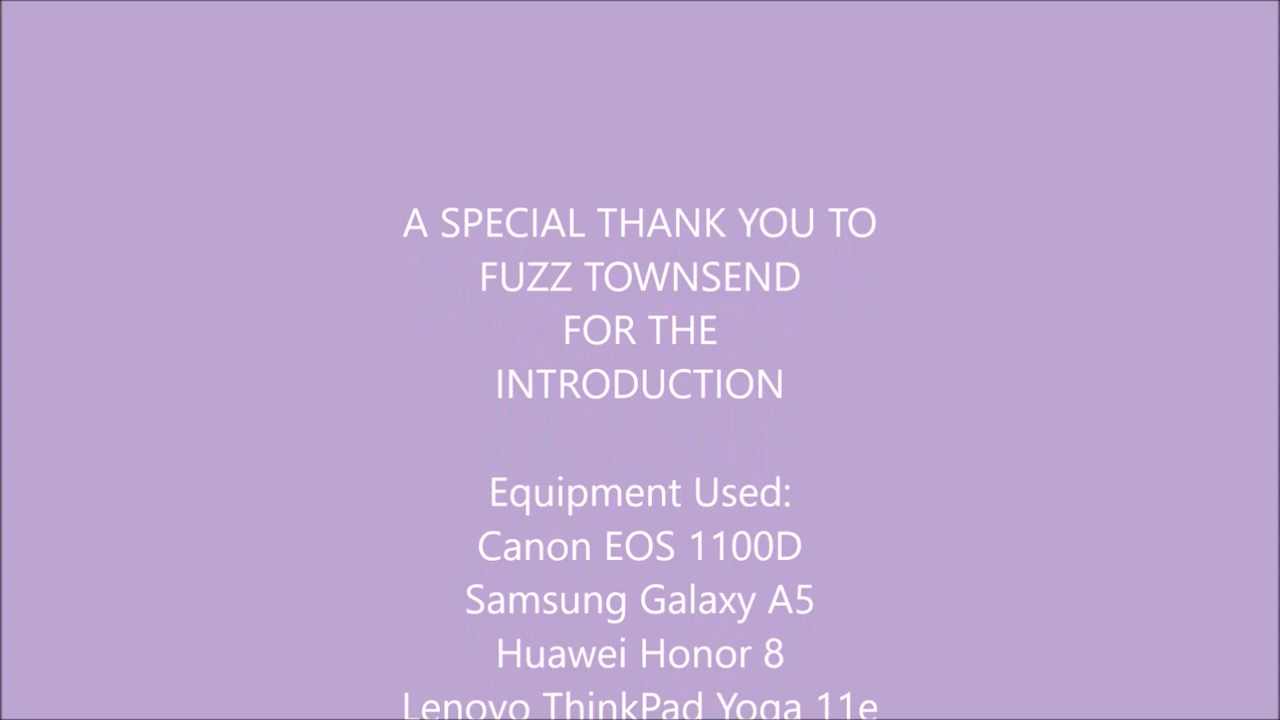 A SPECIAL THANK YOU TO
FUZZ TOWNSEND
FOR THE
INTRODUCTION
Equipment Used:
Canon EOS 1100D
Samsung Galaxy A5
Huawei Honor 8
Lenovo ThinkPad Yoga 11e